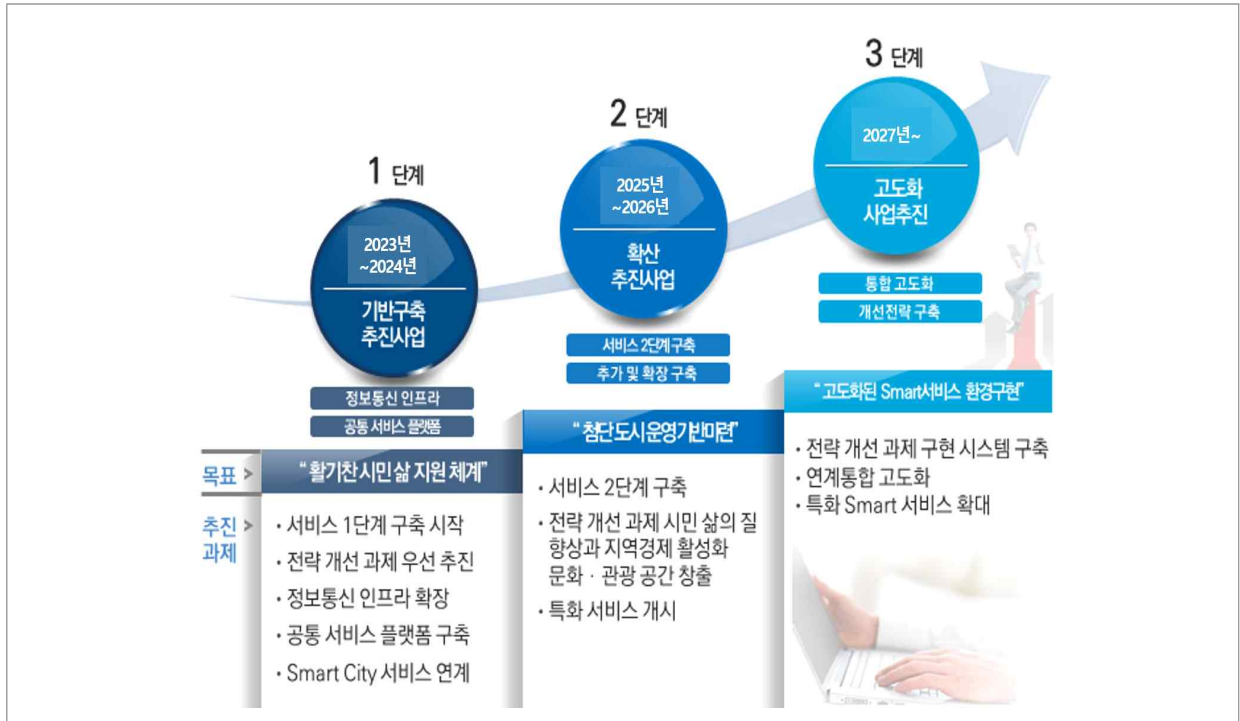 1 단계
2023년
~2024년
기반구축
추진사업
정보통신 인프라
공통 서비스 플랫폼
2 단계
2025년
~2026년
확산
추진사업
서비스 2단계 구축
추가 및 확장 구축
3 단계
2027년~
고도화
사업추진
통합 고도화
개선전략 구축
목표 >
추진 >
과제
“활기찬 시민 삶 지원 체계”
• 서비스 1단계 구축 시작
• 전략 개선 과제 우선 추진
• 정보통신 인프라 확장
• 공통 서비스 플랫폼 구축
• Smart City 서비스 연계
“첨단 도시 운영 기반마련”
• 서비스 2단계 구축
• 전략 개선 과제 시민 삶의 질
향상과 지역경제 활성화
문화 · 관광 공간 창출
• 특화 서비스 개시
“고도화된 Smart서비스 환경구현”
• 전략 개선 과제 구현 시스템 구축
• 연계통합 고도화
• 특화 Smart 서비스 확대